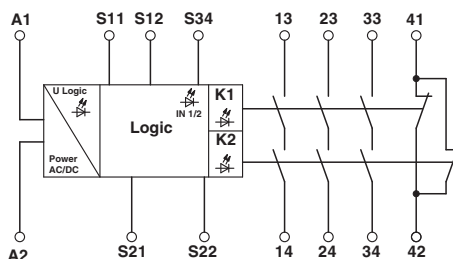 A1 S11 S12 S34 13 23 33 41
U Logic
IN 1/2
K1
Logic
K2
Power
AC/DC
A2 S21 S22 14 24 34 42